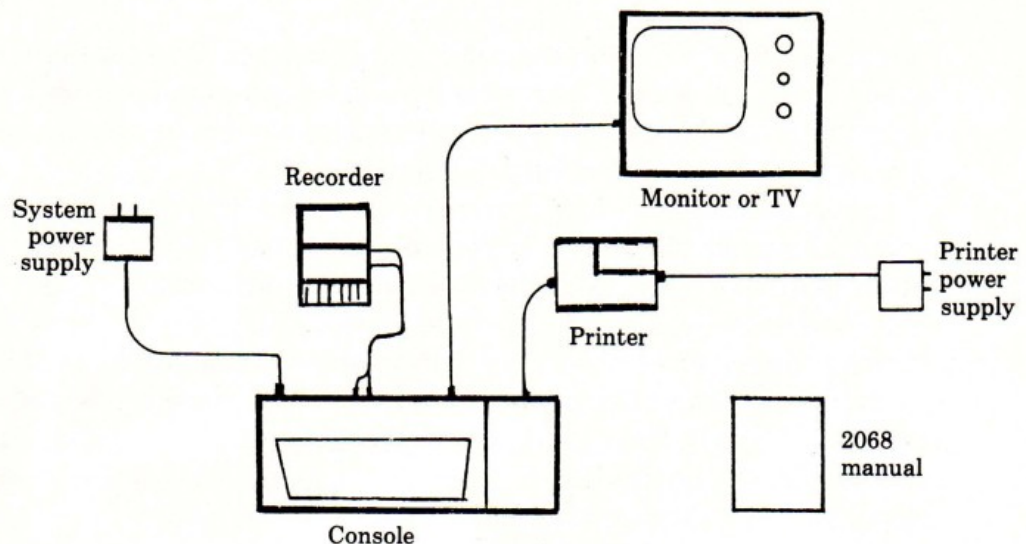 Monitor or TV
Recorder
System
power
supply
Printer
power
supply
Printer
2068
manual
Console